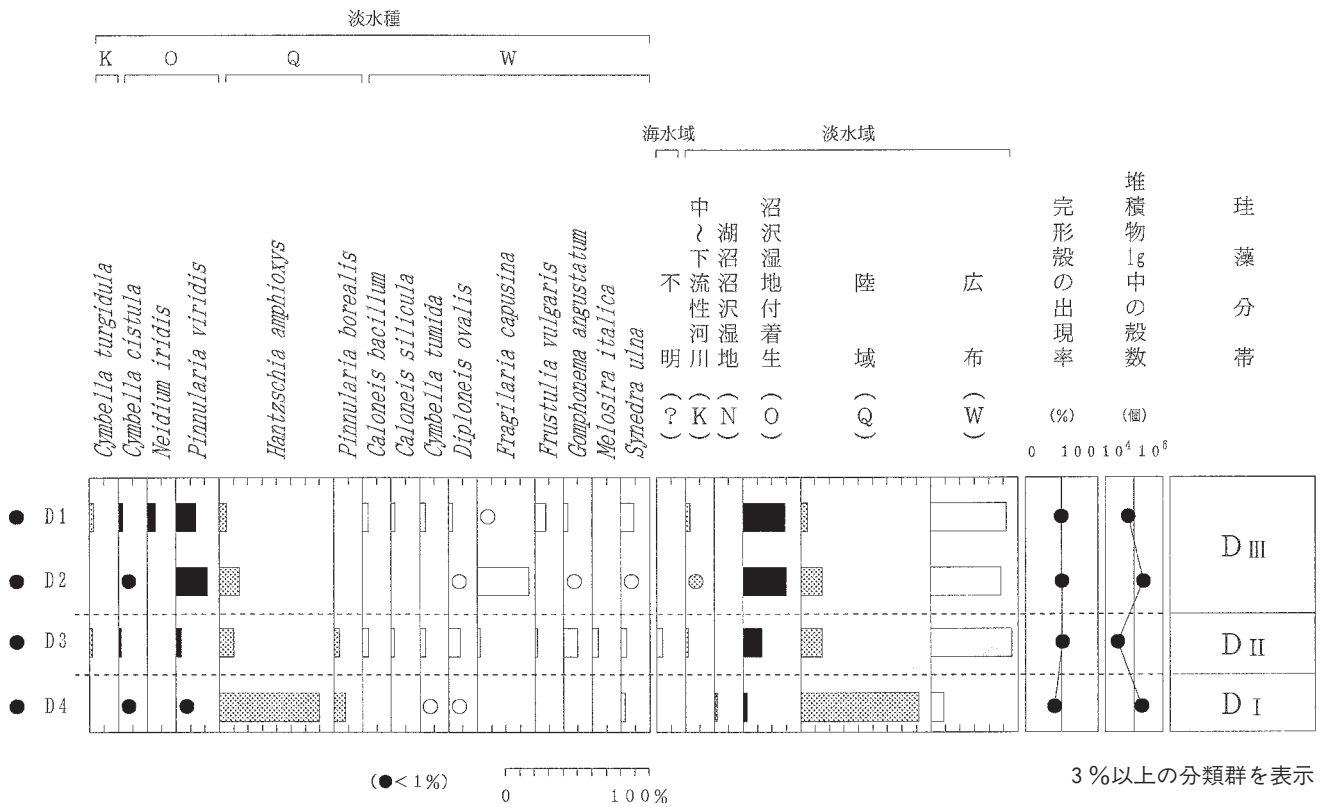 淡水種
K O Q W
海水域 淡水域
Cymbella turgidula
Cymbella cistula
Neidium iridis
Pinnularia viridis
Hantzschia amphioxys
Pinnularia borealis
Caloneis bacillum
Caloneis silicula
Cymbella tumida
Diploneis ovalis
Fragilaria capusina
Frustulia vulgaris
Gomphonema angustatum
Melosira italica
Synedra ulna
不明(?)
中~下流性河川(K)
湖沼沼沢湿地(N)
沼沢湿地付着生(O)
陸域(Q)
広布(W)
完形殻の出現率(%)
堆積物1g中の殻数(個)
珪藻分帯
0 100 10⁴ 10⁶
● D1
DⅢ
● D2
● D3
DⅡ
● D4
DⅠ
(●<1%)
0 100%
3%以上の分類群を表示